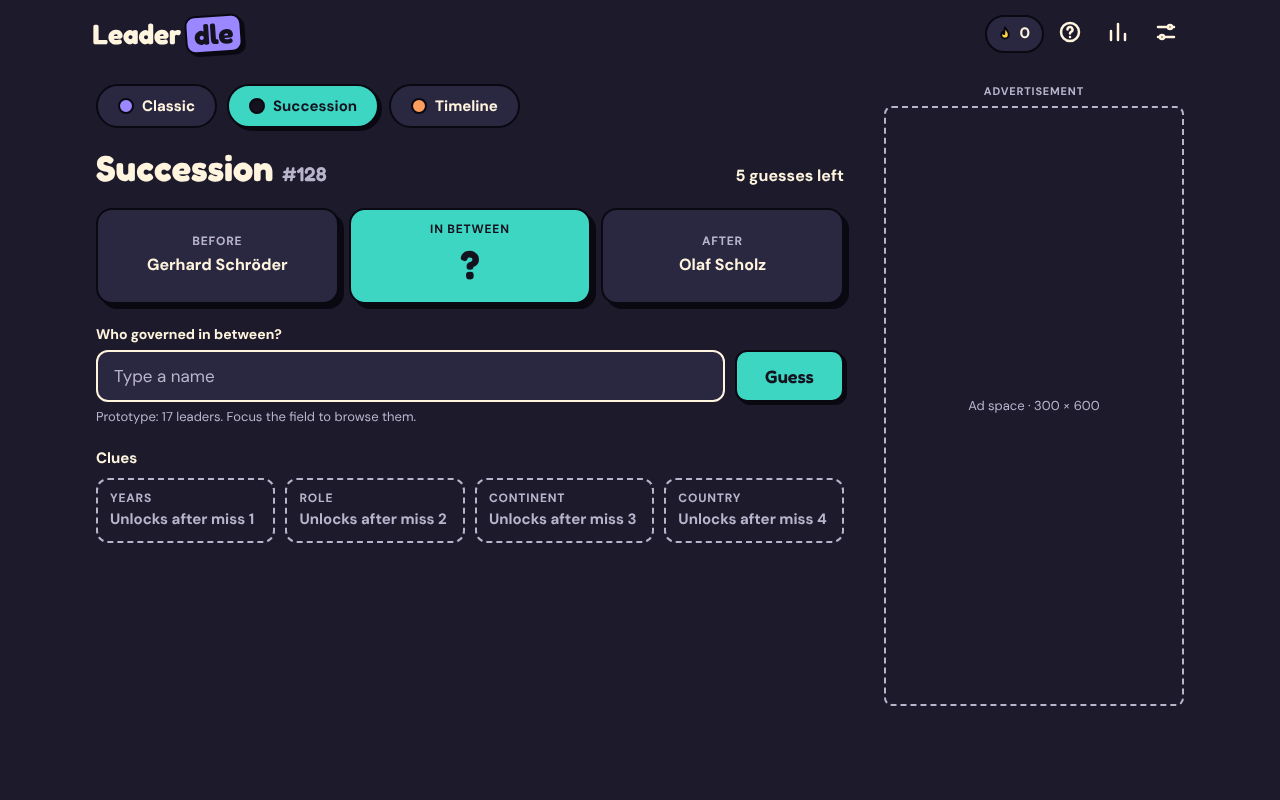 Leader dle
0
Classic
Succession
Timeline
ADVERTISEMENT
Succession #128
5 guesses left
BEFORE
Gerhard Schröder
IN BETWEEN
?
AFTER
Olaf Scholz
Who governed in between?
Type a name
Guess
Prototype: 17 leaders. Focus the field to browse them.
Ad space · 300 × 600
Clues
YEARS
Unlocks after miss 1
ROLE
Unlocks after miss 2
CONTINENT
Unlocks after miss 3
COUNTRY
Unlocks after miss 4